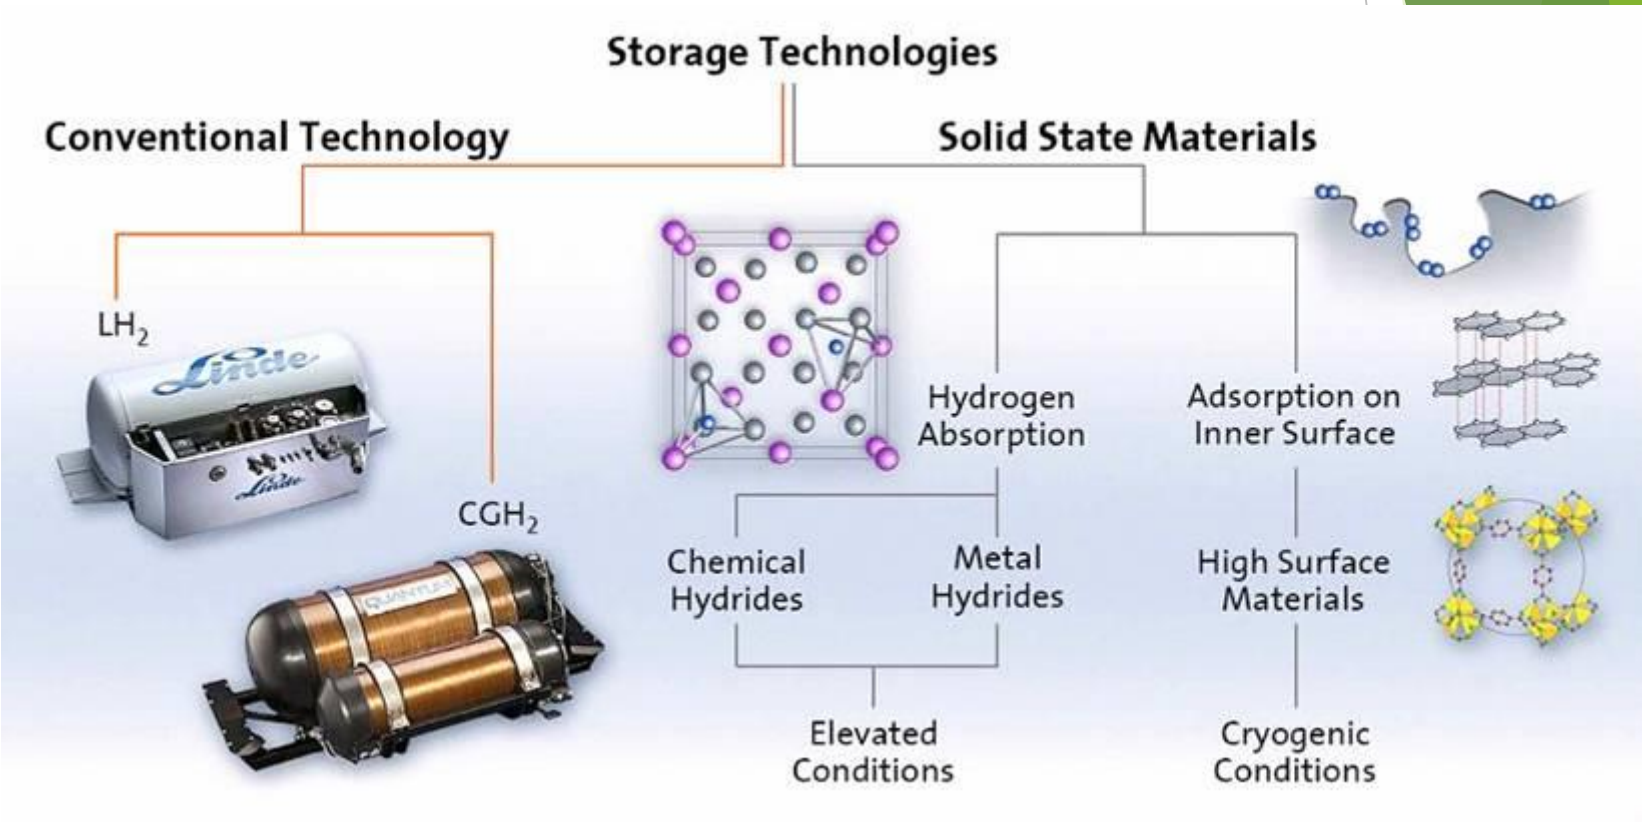 Storage Technologies
Conventional Technology
Solid State Materials
LH₂
Linde
Linde
CGH₂
QUANTUM
Hydrogen
Absorption
Adsorption on
Inner Surface
Chemical
Hydrides
Metal
Hydrides
High Surface
Materials
Elevated
Conditions
Cryogenic
Conditions